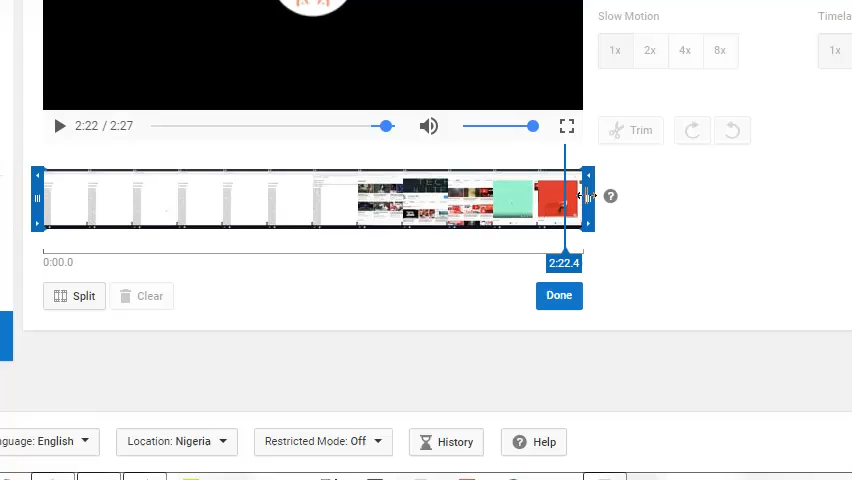 Slow Motion
Timela
1x 2x 4x 8x
1x
2:22 / 2:27
Trim
0:00.0
2:22.4
Split
Clear
Done
nguage: English
Location: Nigeria
Restricted Mode: Off
History
Help